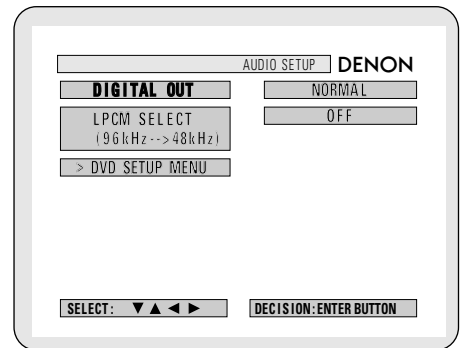 AUDIO SETUP DENON
DIGITAL OUT NORMAL
LPCM SELECT OFF
(96kHz-->48kHz)
> DVD SETUP MENU
SELECT: ▼ ▲ ◄ ► DECISION:ENTER BUTTON